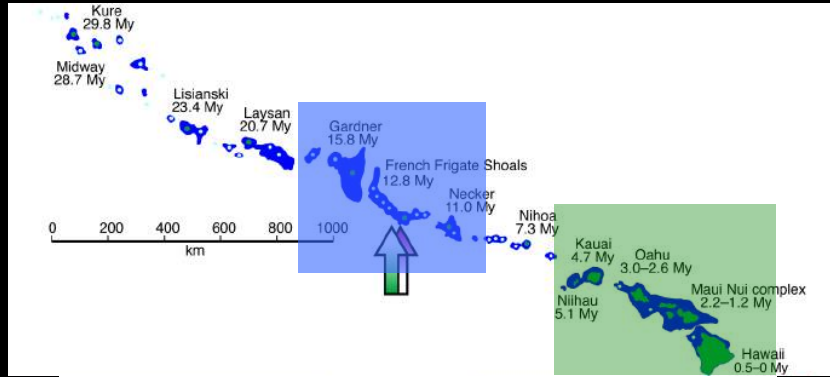 Kure
29.8 My
Midway
28.7 My
Lisianski
23.4 My
Laysan
20.7 My
Gardner
15.8 My
French Frigate Shoals
12.8 My
Necker
11.0 My
Nihoa
7.3 My
0 200 400 600 800 1000
km
Kauai
4.7 My
Oahu
3.0–2.6 My
Niihau
5.1 My
Maui Nui complex
2.2–1.2 My
Hawaii
0.5–0 My